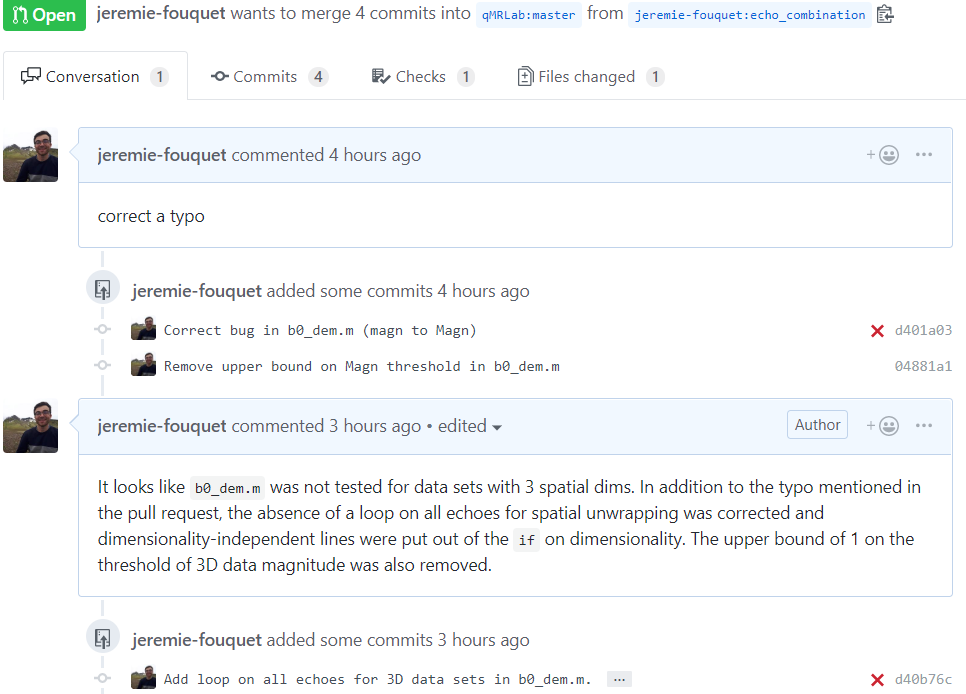 Open jeremie-fouquet wants to merge 4 commits into qMRLab:master from jeremie-fouquet:echo_combination
Conversation 1 Commits 4 Checks 1 Files changed 1
jeremie-fouquet commented 4 hours ago
correct a typo
jeremie-fouquet added some commits 4 hours ago
Correct bug in b0_dem.m (magn to Magn) d401a03
Remove upper bound on Magn threshold in b0_dem.m 04881a1
jeremie-fouquet commented 3 hours ago • edited Author
It looks like b0_dem.m was not tested for data sets with 3 spatial dims. In addition to the typo mentioned in
the pull request, the absence of a loop on all echoes for spatial unwrapping was corrected and
dimensionality-independent lines were put out of the if on dimensionality. The upper bound of 1 on the
threshold of 3D data magnitude was also removed.
jeremie-fouquet added some commits 3 hours ago
Add loop on all echoes for 3D data sets in b0_dem.m. ... d40b76c